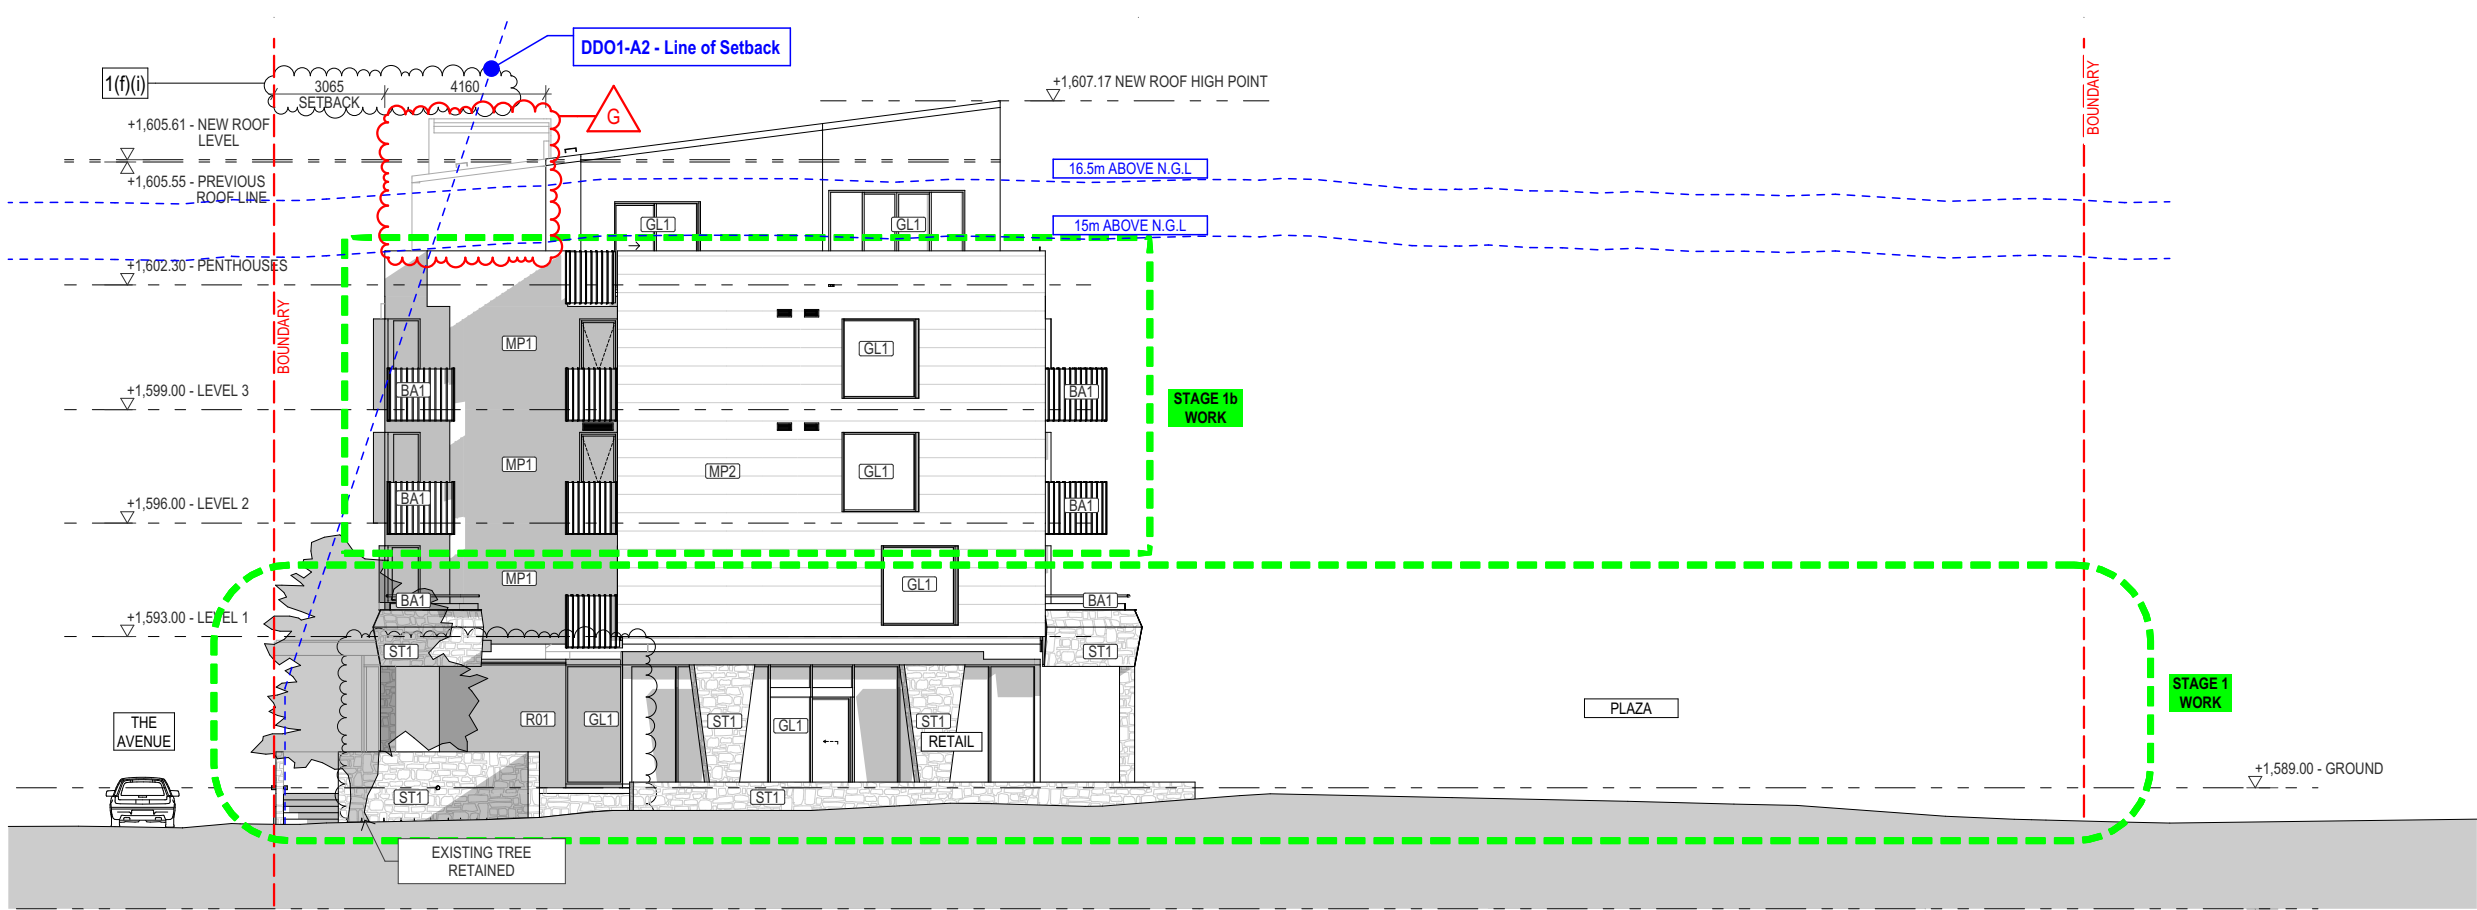 DDO1-A2 - Line of Setback
1(f)(i)
3065
4160
SETBACK
G
+1,607.17 NEW ROOF HIGH POINT
BOUNDARY
+1,605.61 - NEW ROOF
LEVEL
+1,605.55 - PREVIOUS
ROOF LINE
16.5m ABOVE N.G.L
15m ABOVE N.G.L
GL1
GL1
+1,602.30 - PENTHOUSES
BOUNDARY
MP1
GL1
+1,599.00 - LEVEL 3
BA1
BA1
STAGE 1b
WORK
MP1
MP2
GL1
+1,596.00 - LEVEL 2
BA1
BA1
MP1
GL1
BA1
BA1
+1,593.00 - LEVEL 1
ST1
ST1
STAGE 1
WORK
PLAZA
THE
AVENUE
R01
GL1
ST1
GL1
ST1
RETAIL
+1,589.00 - GROUND
ST1
ST1
EXISTING TREE
RETAINED